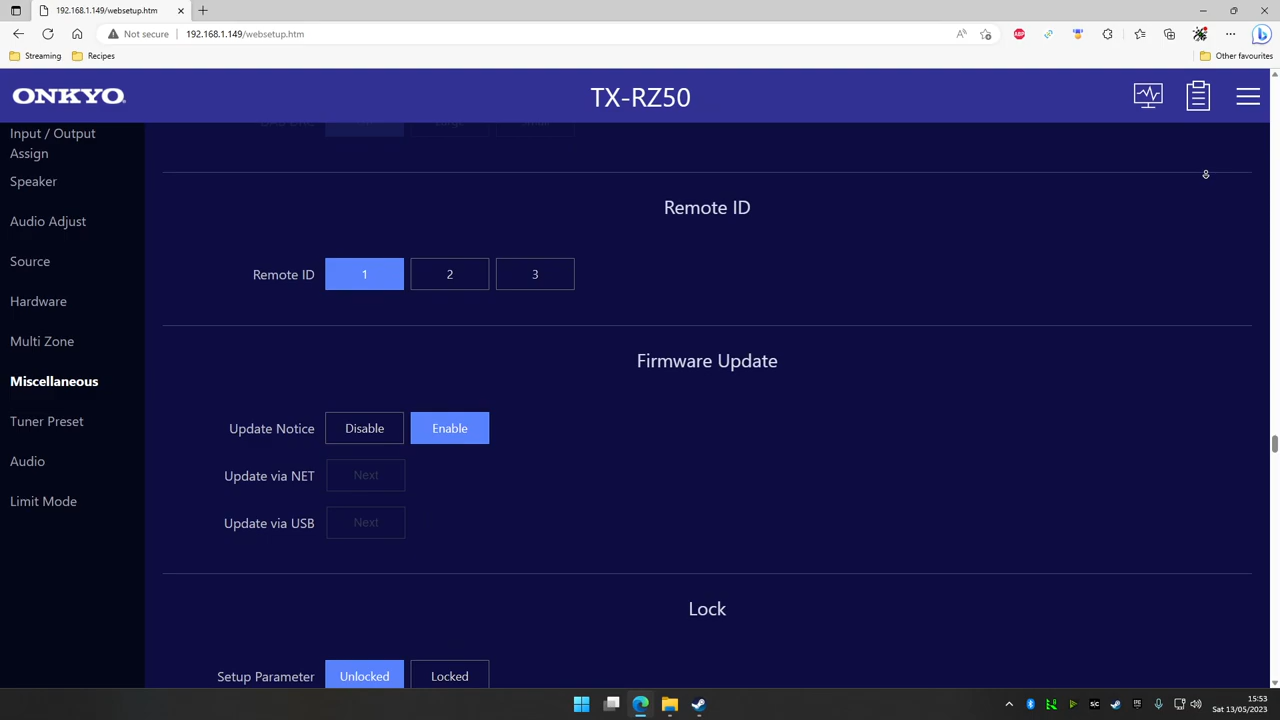 192.168.1.149/websetup.htm
Not secure
192.168.1.149/websetup.htm
Streaming
Recipes
Other favourites
ONKYO
TX-RZ50
Input / Output
Assign
Speaker
Audio Adjust
Source
Hardware
Multi Zone
Miscellaneous
Tuner Preset
Audio
Limit Mode
Remote ID
Remote ID
1
2
3
Firmware Update
Update Notice
Disable
Enable
Update via NET
Next
Update via USB
Next
Lock
Setup Parameter
Unlocked
Locked
15:53
Sat 13/05/2023